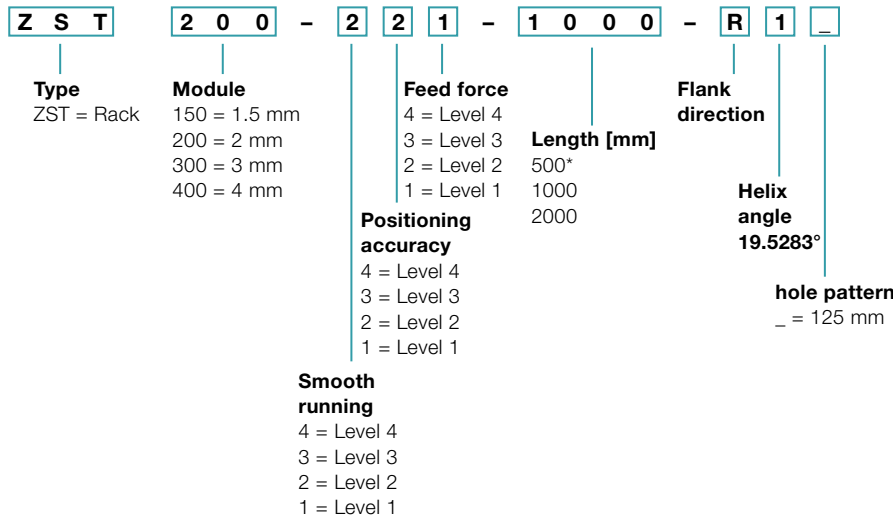 Z S T 2 0 0 – 2 2 1 – 1 0 0 0 – R 1 _
Type
ZST = Rack
Module
150 = 1.5 mm
200 = 2 mm
300 = 3 mm
400 = 4 mm
Feed force
4 = Level 4
3 = Level 3
2 = Level 2
1 = Level 1
Length [mm]
500*
1000
2000
Flank
direction
Helix
angle
19.5283°
hole pattern
_ = 125 mm
Positioning
accuracy
4 = Level 4
3 = Level 3
2 = Level 2
1 = Level 1
Smooth
running
4 = Level 4
3 = Level 3
2 = Level 2
1 = Level 1